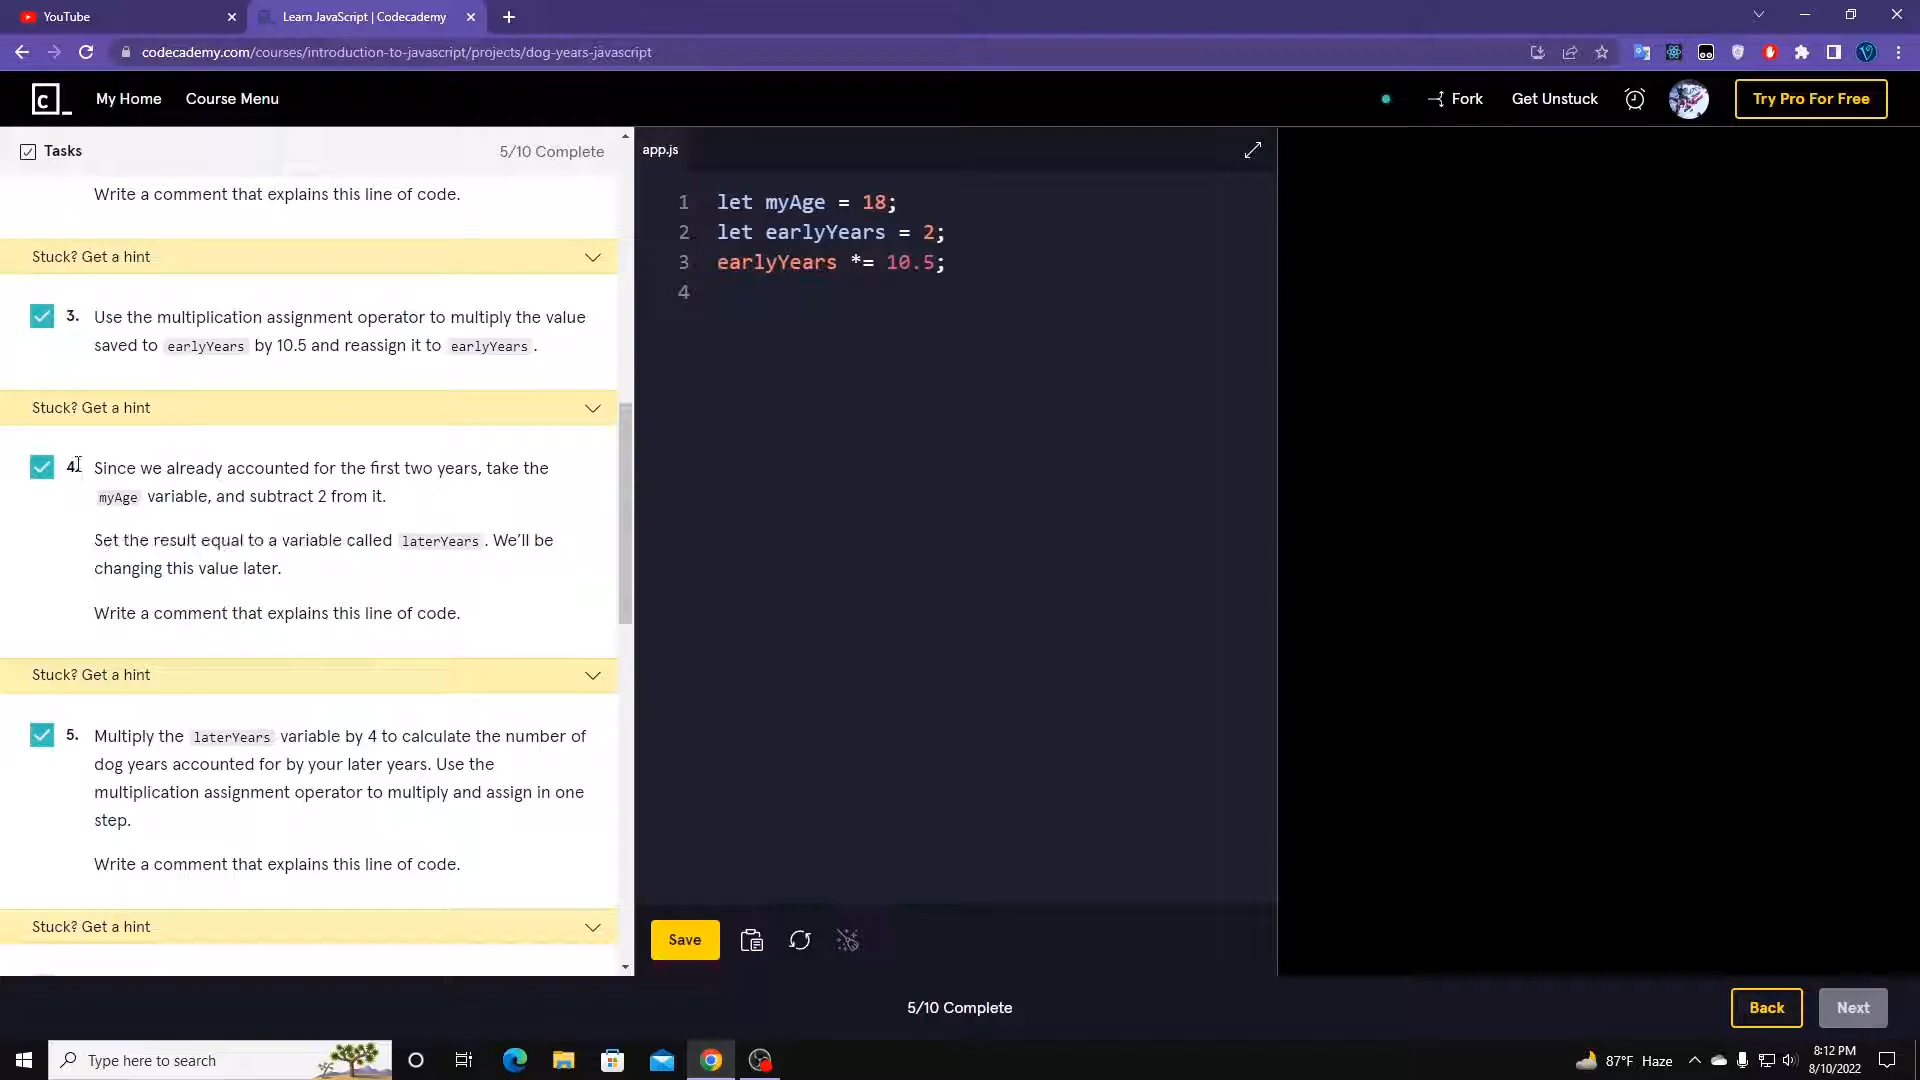 YouTube
Learn JavaScript | Codecademy
codecademy.com/courses/introduction-to-javascript/projects/dog-years-javascript
c_
My Home
Course Menu
Fork
Get Unstuck
Try Pro For Free
Tasks
5/10 Complete
Write a comment that explains this line of code.
Stuck? Get a hint
3. Use the multiplication assignment operator to multiply the value
saved to earlyYears by 10.5 and reassign it to earlyYears.
Stuck? Get a hint
4. Since we already accounted for the first two years, take the
myAge variable, and subtract 2 from it.
Set the result equal to a variable called laterYears. We'll be
changing this value later.
Write a comment that explains this line of code.
Stuck? Get a hint
5. Multiply the laterYears variable by 4 to calculate the number of
dog years accounted for by your later years. Use the
multiplication assignment operator to multiply and assign in one
step.
Write a comment that explains this line of code.
Stuck? Get a hint
app.js
1 let myAge = 18;
2 let earlyYears = 2;
3 earlyYears *= 10.5;
4
Save
5/10 Complete
Back
Next
Type here to search
87°F Haze
8:12 PM
8/10/2022